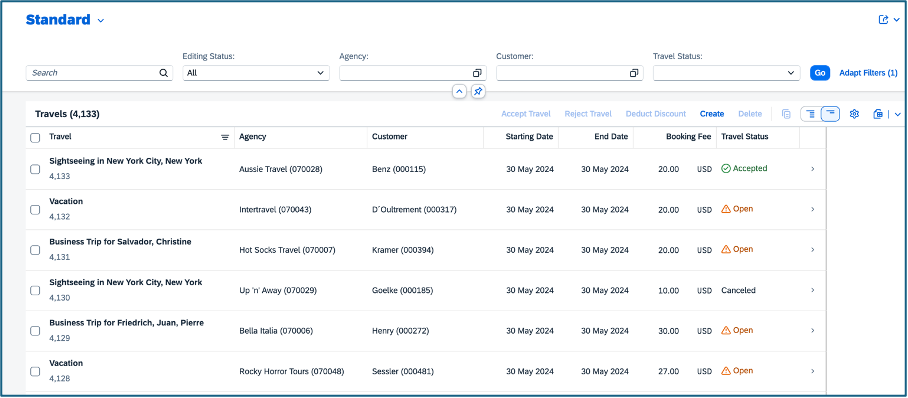 Standard
Editing Status: Agency: Customer: Travel Status:
Search All Go Adapt Filters (1)
Travels (4,133) Accept Travel Reject Travel Deduct Discount Create Delete
Travel Agency Customer Starting Date End Date Booking Fee Travel Status
Sightseeing in New York City, New York
4,133 Aussie Travel (070028) Benz (000115) 30 May 2024 30 May 2024 20.00 USD Accepted
Vacation
4,132 Intertravel (070043) D´Oultrement (000317) 30 May 2024 30 May 2024 20.00 USD Open
Business Trip for Salvador, Christine
4,131 Hot Socks Travel (070007) Kramer (000394) 30 May 2024 30 May 2024 20.00 USD Open
Sightseeing in New York City, New York
4,130 Up 'n' Away (070029) Goelke (000185) 30 May 2024 30 May 2024 10.00 USD Canceled
Business Trip for Friedrich, Juan, Pierre
4,129 Bella Italia (070006) Henry (000272) 30 May 2024 30 May 2024 30.00 USD Open
Vacation
4,128 Rocky Horror Tours (070048) Sessler (000481) 30 May 2024 30 May 2024 27.00 USD Open